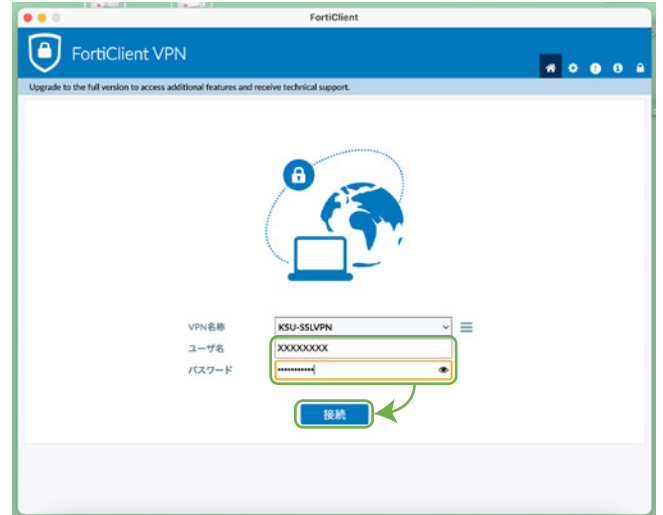 FortiClient
FortiClient VPN
Upgrade to the full version to access additional features and receive technical support.
VPN名称 KSU-SSLVPN
ユーザ名 XXXXXXXX
パスワード •••••••••••
接続